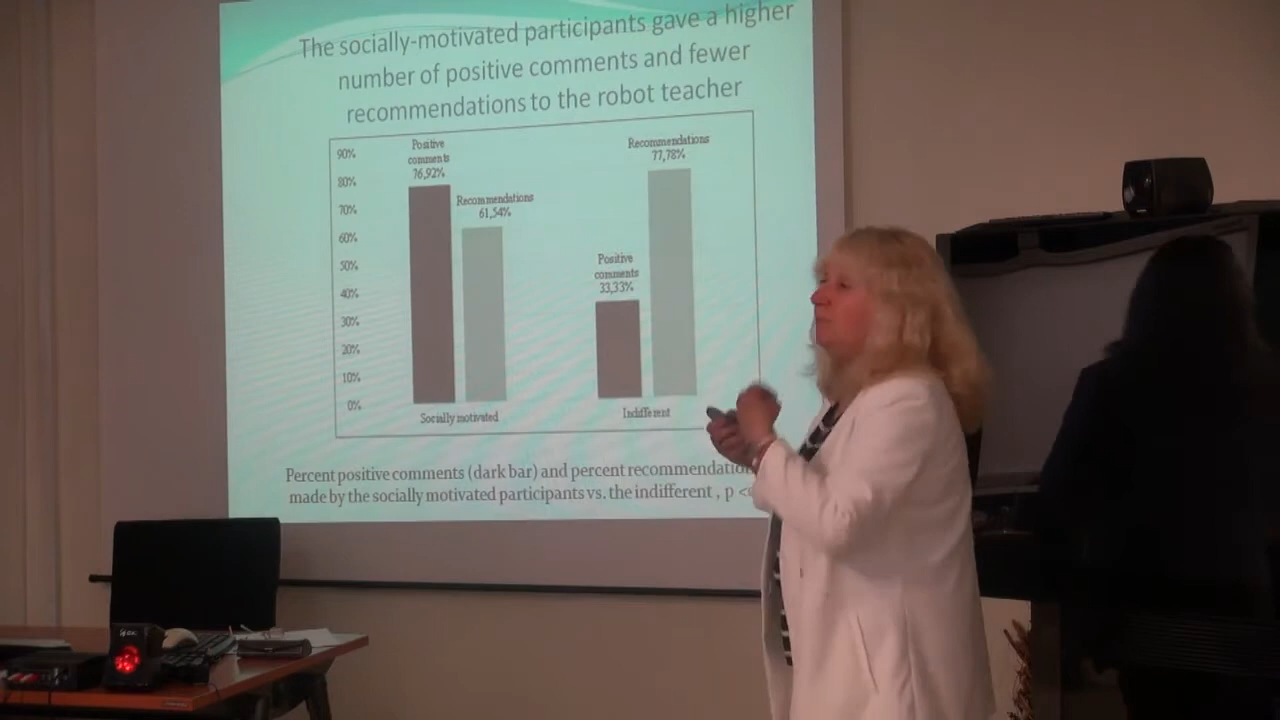 The socially-motivated participants gave a higher
number of positive comments and fewer
recommendations to the robot teacher
90%
80%
70%
60%
50%
40%
30%
20%
10%
0%
Positive
comments
76,92%
Recommendations
61,54%
Positive
comments
33,33%
Recommendations
77,78%
Socially motivated
Indifferent
Percent positive comments (dark bar) and percent
made by the socially motivated participants vs. the indifferent , p <